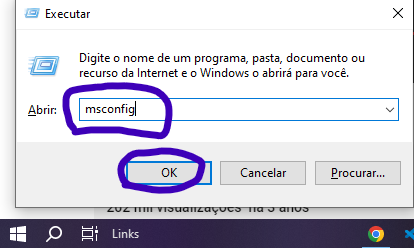 Executar
Digite o nome de um programa, pasta, documento ou
recurso da Internet e o Windows o abrirá para você.
Abrir: msconfig
OK Cancelar Procurar...
202 mil visualizações há 3 anos
Links